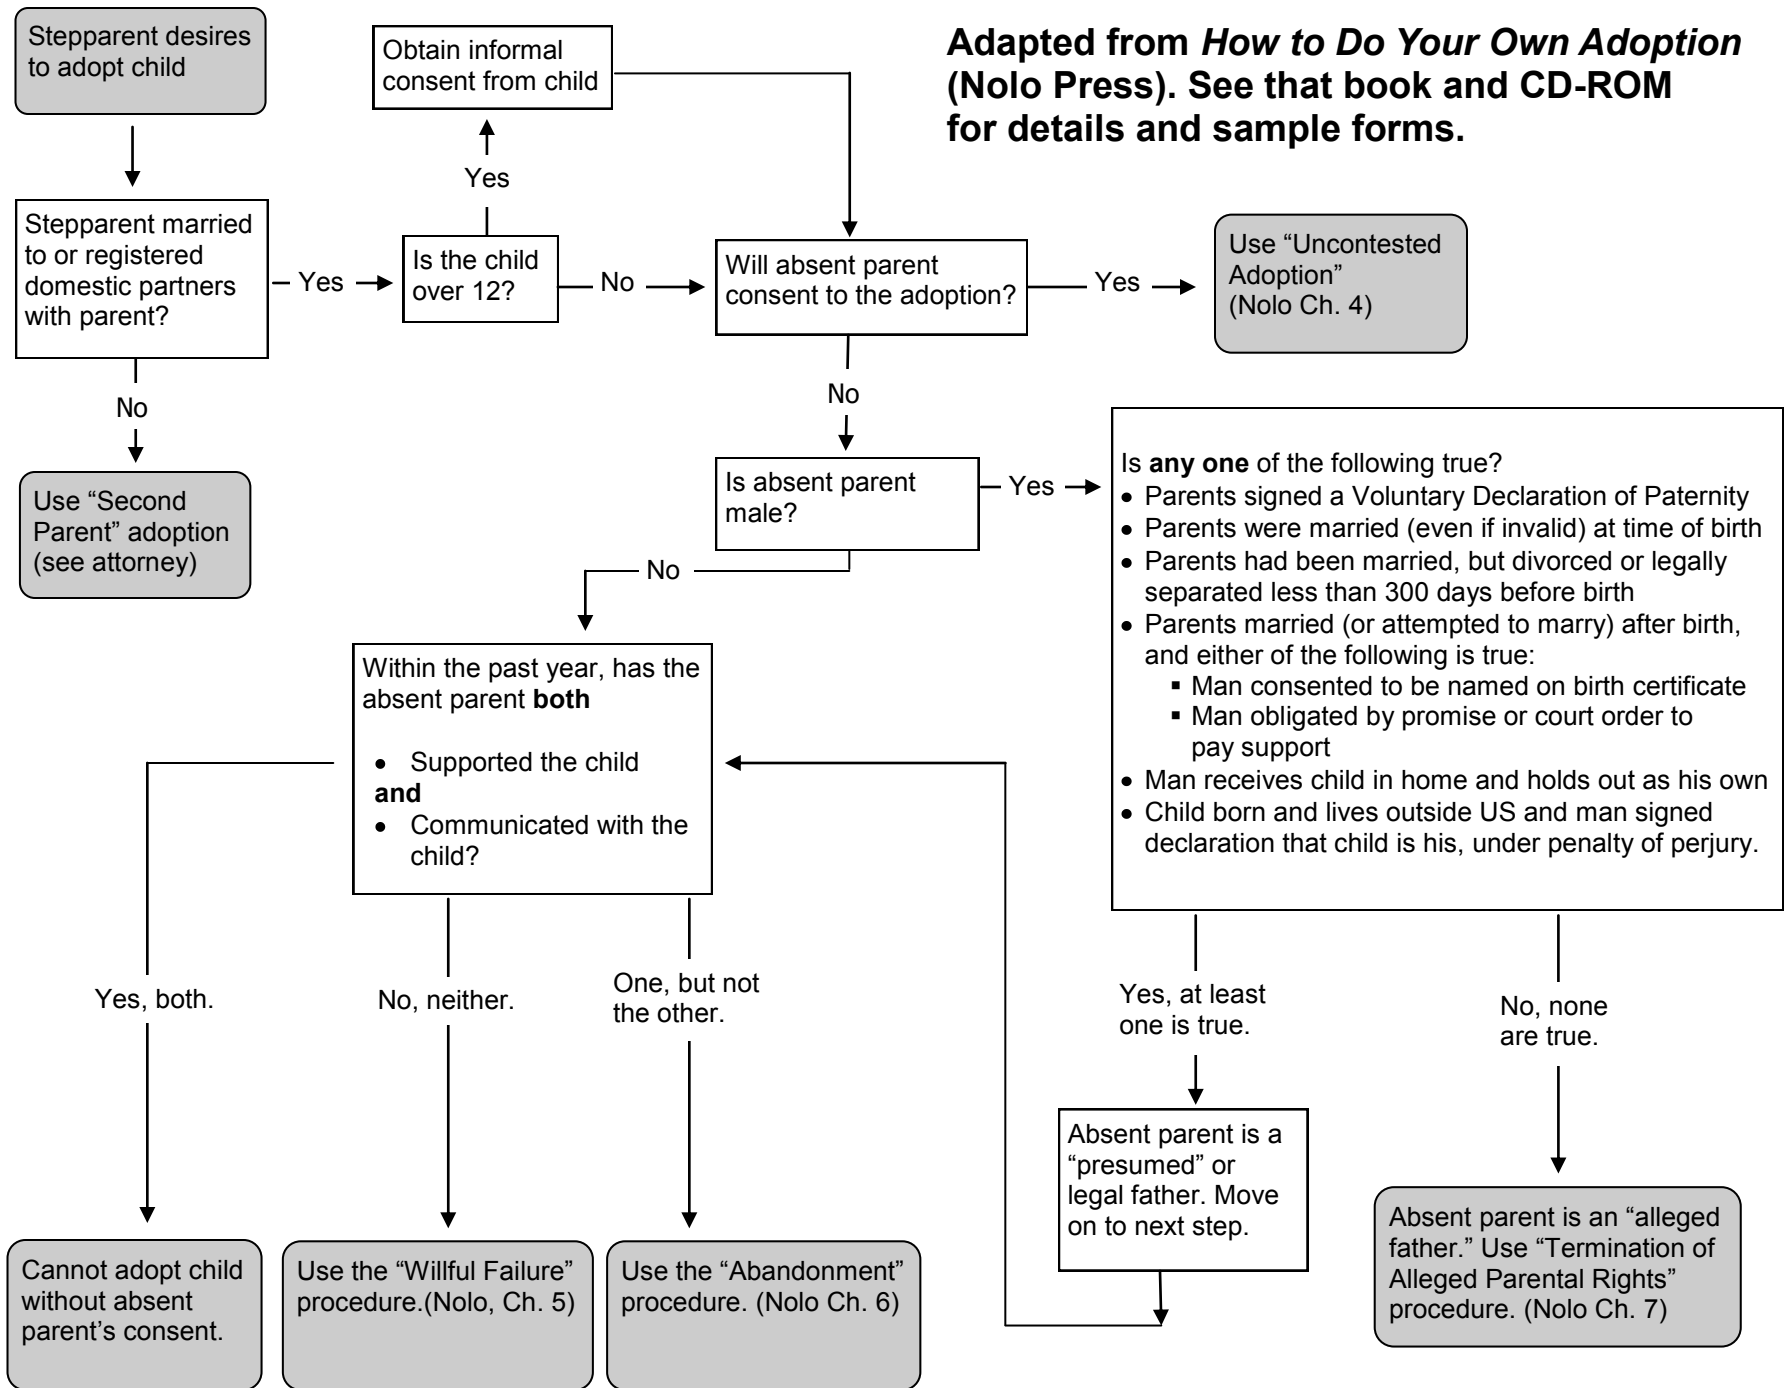 Stepparent desires
to adopt child
Obtain informal
consent from child
Adapted from How to Do Your Own Adoption
(Nolo Press). See that book and CD-ROM
for details and sample forms.
Yes
Stepparent married
to or registered
domestic partners
with parent?
Yes
Is the child
over 12?
No
Will absent parent
consent to the adoption?
Yes
Use “Uncontested
Adoption”
(Nolo Ch. 4)
No
No
Use “Second
Parent” adoption
(see attorney)
Is absent parent
male?
Yes
No
Is any one of the following true?
• Parents signed a Voluntary Declaration of Paternity
• Parents were married (even if invalid) at time of birth
• Parents had been married, but divorced or legally
separated less than 300 days before birth
• Parents married (or attempted to marry) after birth,
and either of the following is true:
▪ Man consented to be named on birth certificate
▪ Man obligated by promise or court order to
pay support
• Man receives child in home and holds out as his own
• Child born and lives outside US and man signed
declaration that child is his, under penalty of perjury.
Within the past year, has the
absent parent both
• Supported the child
and
• Communicated with the
child?
Yes, both.
No, neither.
One, but not
the other.
Yes, at least
one is true.
No, none
are true.
Absent parent is a
“presumed” or
legal father. Move
on to next step.
Cannot adopt child
without absent
parent’s consent.
Use the “Willful Failure”
procedure.(Nolo, Ch. 5)
Use the “Abandonment”
procedure. (Nolo Ch. 6)
Absent parent is an “alleged
father.” Use “Termination of
Alleged Parental Rights”
procedure. (Nolo Ch. 7)